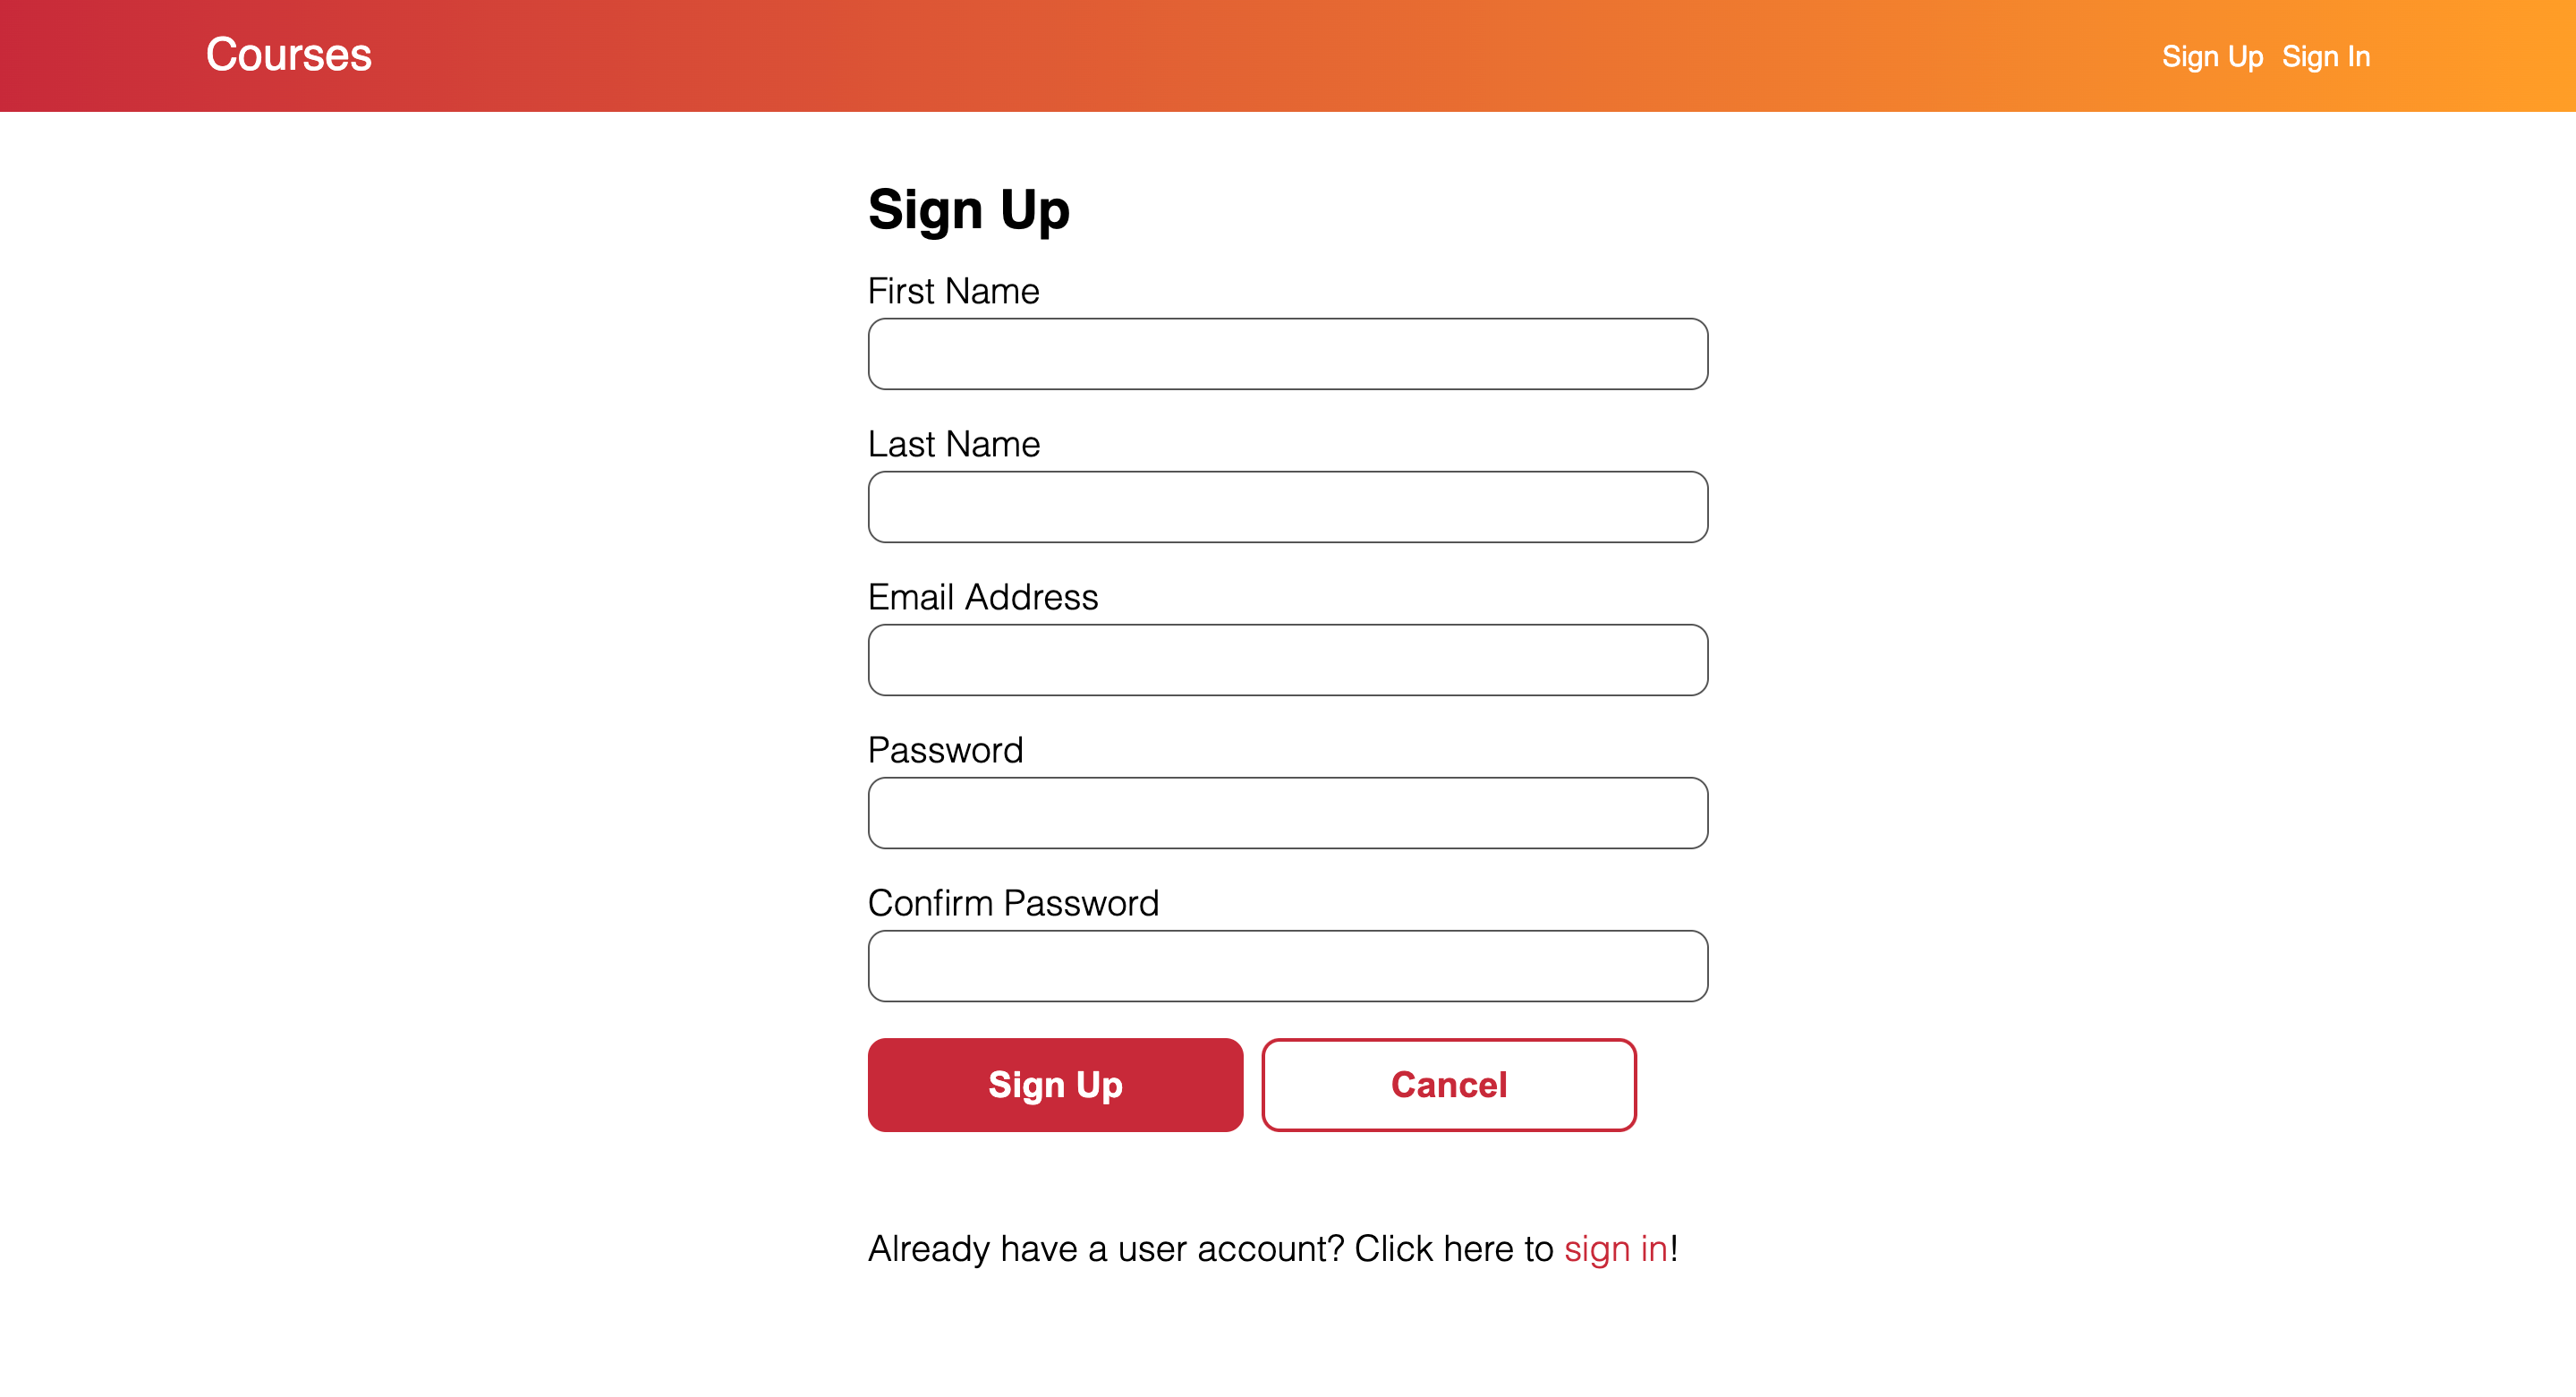 Courses
Sign Up Sign In
Sign Up
First Name
Last Name
Email Address
Password
Confirm Password
Sign Up
Cancel
Already have a user account? Click here to sign in!